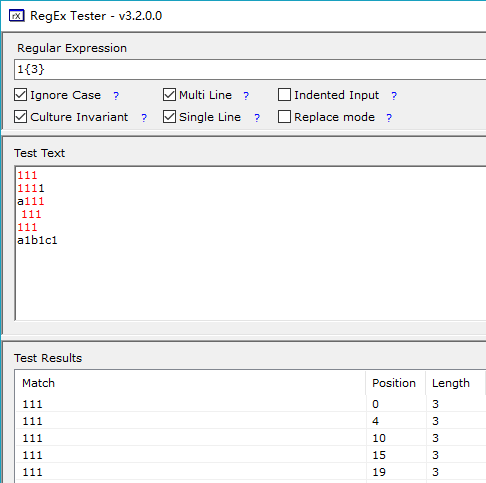 rX RegEx Tester - v3.2.0.0
Regular Expression
1{3}
Ignore Case ? Multi Line ? Indented Input ?
Culture Invariant ? Single Line ? Replace mode ?
Test Text
111
1111
a111
 111
111
a1b1c1
Test Results
Match Position Length
111 0 3
111 4 3
111 10 3
111 15 3
111 19 3